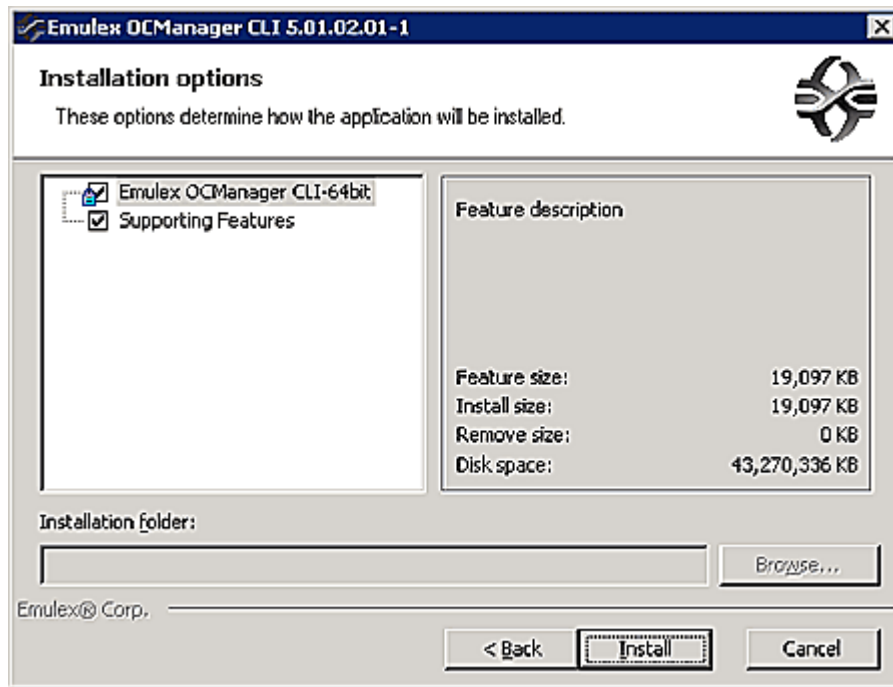 Emulex OCManager CLI 5.01.02.01-1
Installation options
These options determine how the application will be installed.
Emulex OCManager CLI-64bit
Supporting Features
Feature description
Feature size: 19,097 KB
Install size: 19,097 KB
Remove size: 0 KB
Disk space: 43,270,336 KB
Installation folder:
Browse...
Emulex® Corp.
< Back
Install
Cancel